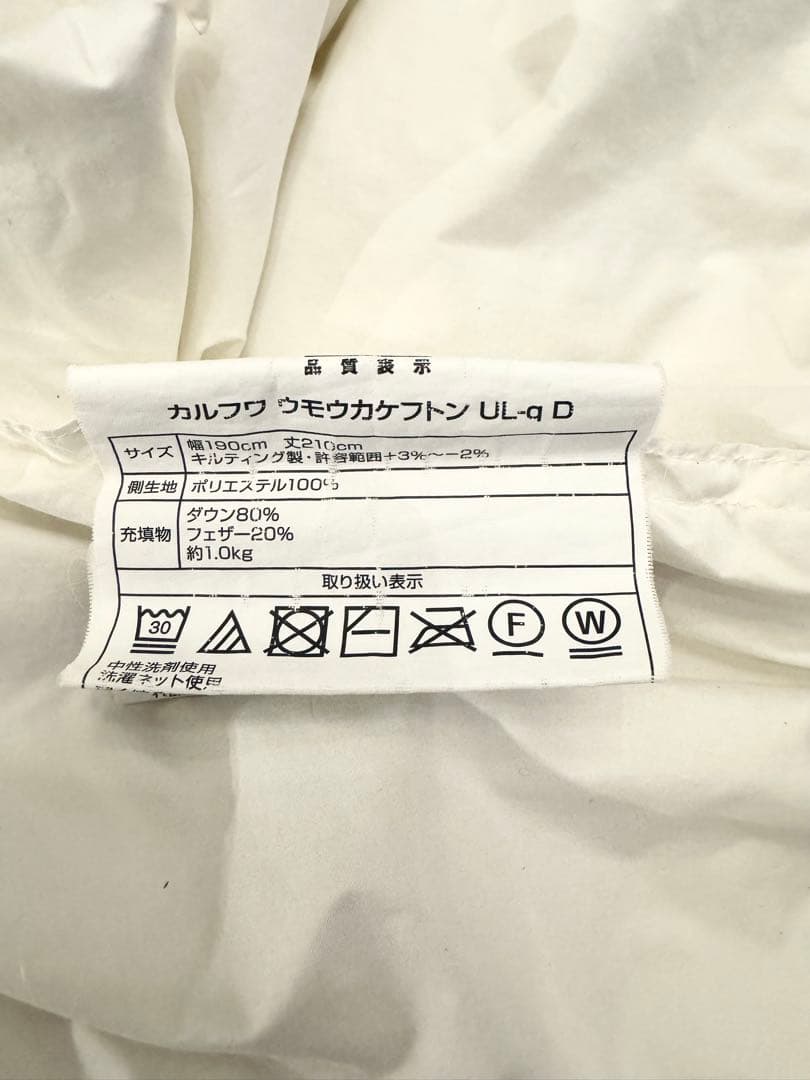 品質表示
カルフワ ウモウカケフトン UL-q D
サイズ 幅190cm 丈210cm
キルティング製・許容範囲+3%~-2%
側生地 ポリエステル100%
充填物 ダウン80%
フェザー20%
約1.0kg
取り扱い表示
30 F W
中性洗剤使用
洗濯ネット使用